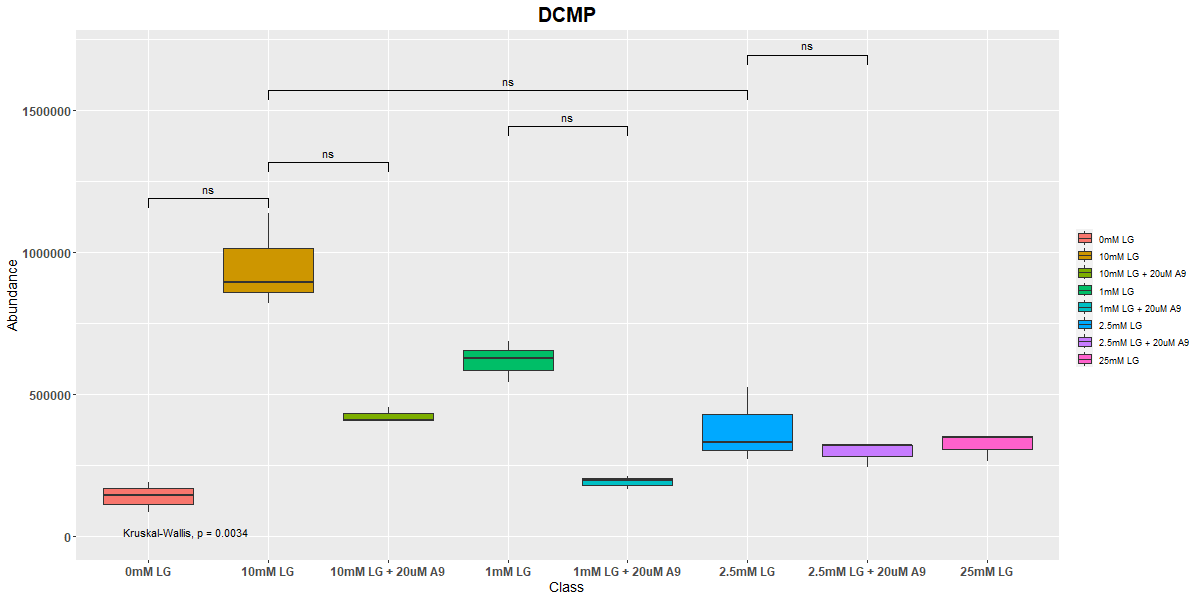 DCMP
ns
ns
ns
ns
ns
1500000
1000000
500000
0
Abundance
Kruskal-Wallis, p = 0.0034
0mM LG
10mM LG
10mM LG + 20uM A9
1mM LG
1mM LG + 20uM A9
2.5mM LG
2.5mM LG + 20uM A9
25mM LG
Class
0mM LG
10mM LG
10mM LG + 20uM A9
1mM LG
1mM LG + 20uM A9
2.5mM LG
2.5mM LG + 20uM A9
25mM LG